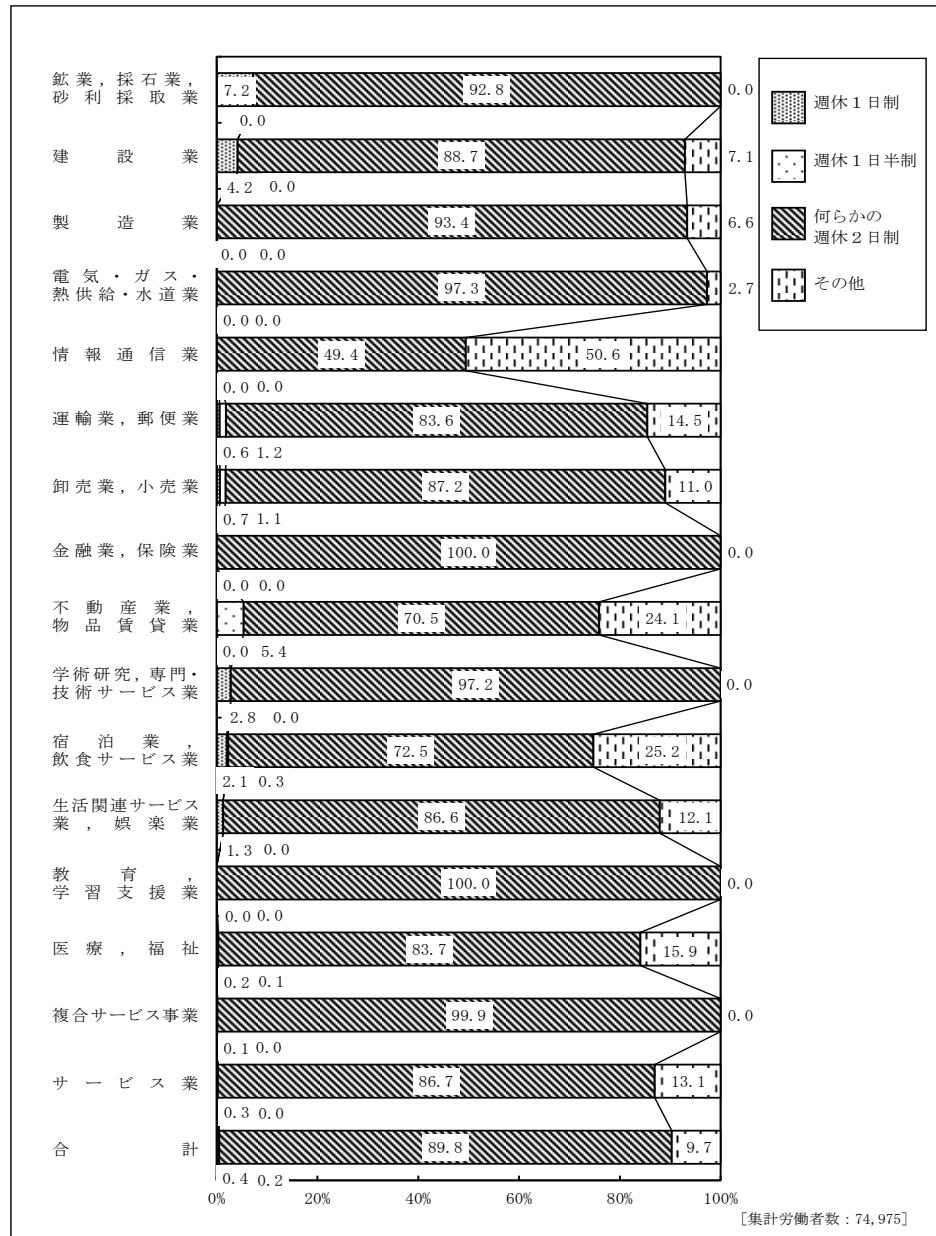 鉱業，採石業，
砂利採取業
7.2
92.8
0.0
0.0
建設業
88.7
7.1
4.2 0.0
製造業
93.4
6.6
0.0 0.0
電気・ガス・
熱供給・水道業
97.3
2.7
0.0 0.0
情報通信業
49.4
50.6
0.0 0.0
運輸業，郵便業
83.6
14.5
0.6 1.2
卸売業，小売業
87.2
11.0
0.7 1.1
金融業，保険業
100.0
0.0
0.0 0.0
不動産業，
物品賃貸業
70.5
24.1
0.0 5.4
学術研究，専門・
技術サービス業
97.2
0.0
2.8 0.0
宿泊業，
飲食サービス業
72.5
25.2
2.1 0.3
生活関連サービス
業，娯楽業
86.6
12.1
1.3 0.0
教育，
学習支援業
100.0
0.0
0.0 0.0
医療，福祉
83.7
15.9
0.2 0.1
複合サービス事業
99.9
0.0
0.1 0.0
サービス業
86.7
13.1
0.3 0.0
合計
89.8
9.7
0.4 0.2
0% 20% 40% 60% 80% 100%
週休１日制
週休１日半制
何らかの
週休２日制
その他
［集計労働者数：74,975］